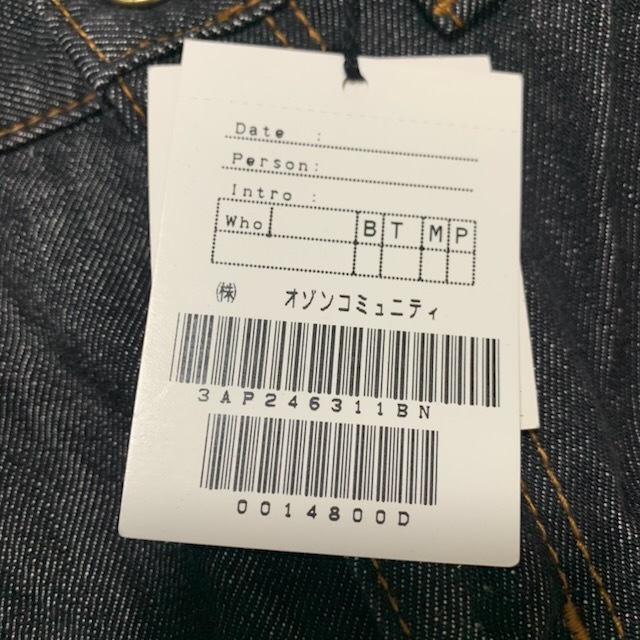 Date :
Person:
Intro :
Who B T M P
㈱ オゾンコミュニティ
3AP246311BN
0014800D